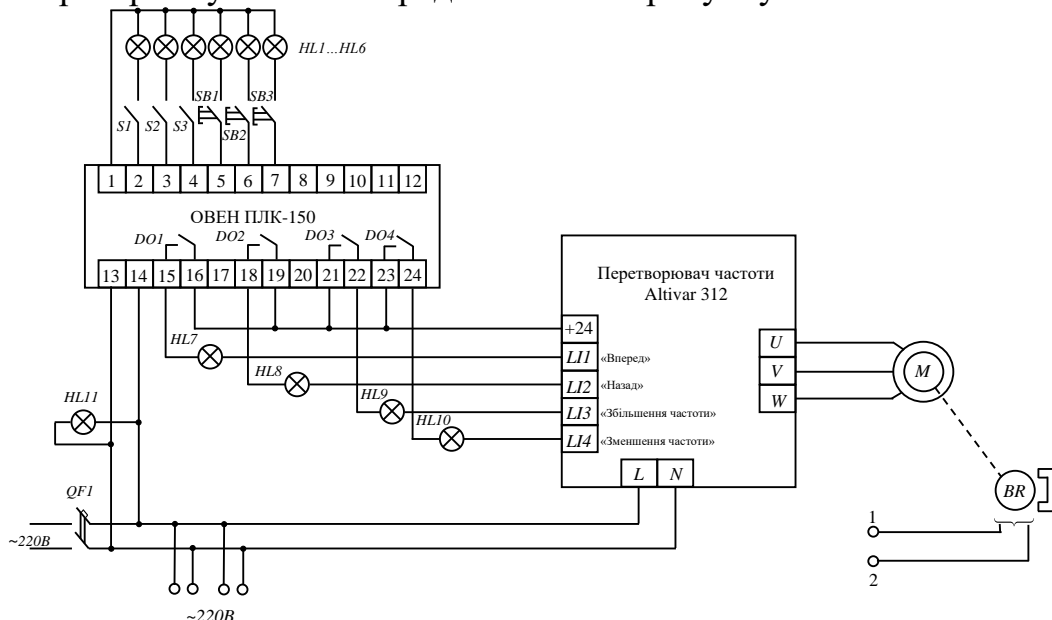 HL1...HL6
SB1 SB3
S1 S2 S3 SB2
1 2 3 4 5 6 7 8 9 10 11 12
ОВЕН ПЛК-150
DO1 DO2 DO3 DO4
13 14 15 16 17 18 19 20 21 22 23 24
Перетворювач частоти
Altivar 312
+24
HL7
LI1 «Вперед»
HL8
LI2 «Назад»
HL9
LI3 «Збільшення частоти»
HL10
LI4 «Зменшення частоти»
U
V
W
M
HL11
L N
QF1
BR
~220В
1
2
~220В